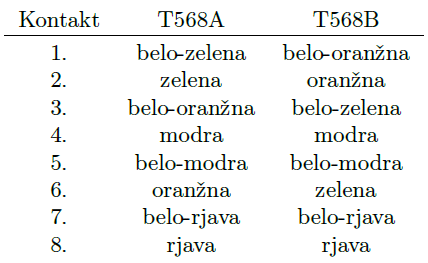 Kontakt T568A T568B
1. belo-zelena belo-oranžna
2. zelena oranžna
3. belo-oranžna belo-zelena
4. modra modra
5. belo-modra belo-modra
6. oranžna zelena
7. belo-rjava belo-rjava
8. rjava rjava